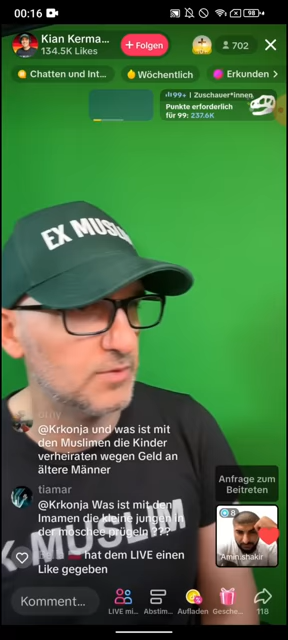 00:16
Kian Kerma...
134.5K Likes
+ Folgen
702
Chatten und Int...
Wöchentlich
Erkunden
99+ | Zuschauer*innen
Punkte erforderlich
für 99: 237.6K
EX MUSLIM
@Krkonja und was ist mit
den Muslimen die Kinder
verheiraten wegen Geld an
ältere Männer
tiamar
@Krkonja Was ist mit den
Imamen die kleine jungen in
der moschee prügeln ???
hat dem LIVE einen
Like gegeben
Anfrage zum
Beitreten
8
Amin.shakir
Komment...
LIVE mi...
Abstim...
Aufladen
Gesche...
118